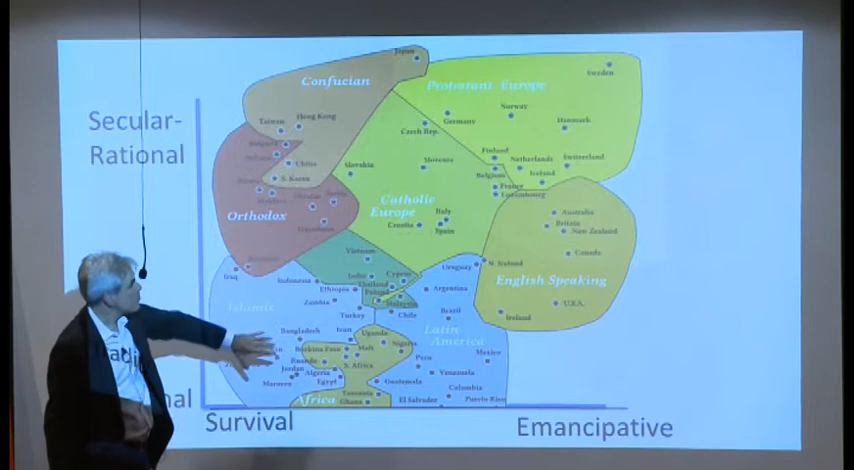 Secular-
Rational
Survival
Emancipative
Confucian
Japan
Taiwan
Hong Kong
China
S. Korea
Orthodox
Protestant Europe
Sweden
Norway
Germany
Denmark
Czech Rep.
Finland
Netherlands
Switzerland
Belgium
Iceland
France
Luxembourg
Slovakia
Slovenia
Catholic
Europe
Italy
Croatia
Spain
English Speaking
Australia
Britain
New Zealand
Canada
N. Ireland
U.S.A.
Ireland
Vietnam
India
Cyprus
Thailand
Poland
Malaysia
Islamic
Iraq
Indonesia
Ethiopia
Zambia
Turkey
Bangladesh
Iran
Jordan
Algeria
Morocco
Egypt
Latin
America
Uruguay
Argentina
Chile
Brazil
Mexico
Peru
Venezuela
Colombia
Guatemala
El Salvador
Puerto Rico
Africa
Uganda
Nigeria
Burkina Faso
Mali
Rwanda
S. Africa
Tanzania
Ghana